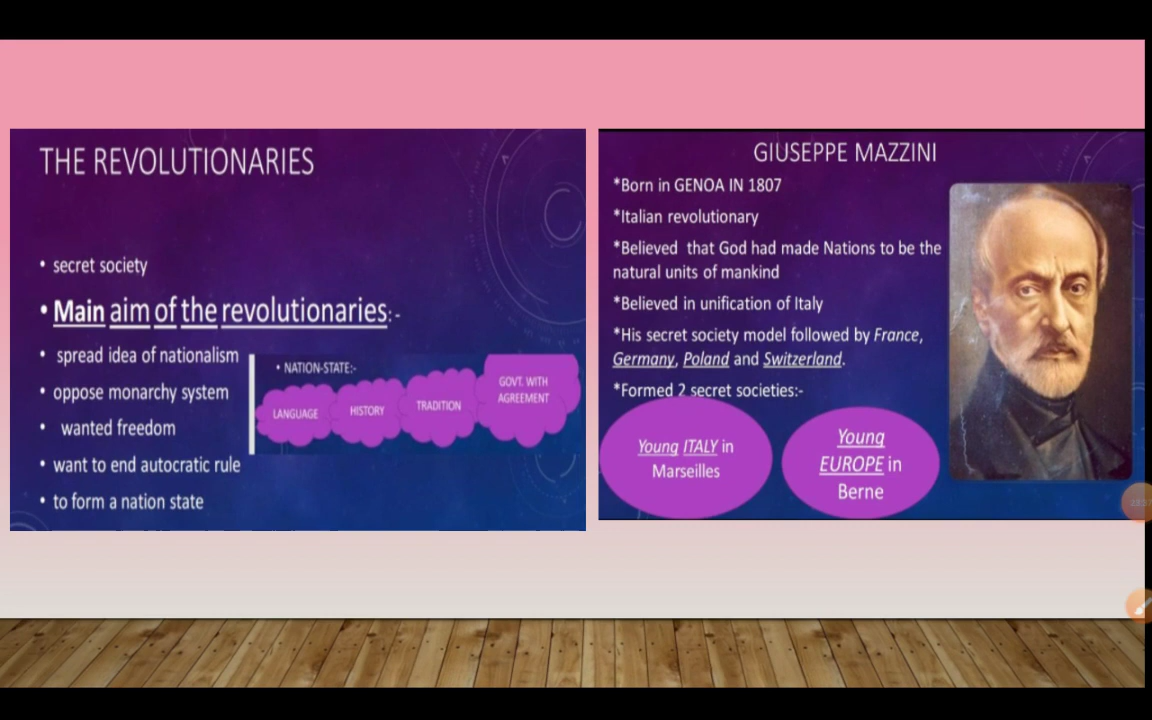 THE REVOLUTIONARIES
• secret society
• Main aim of the revolutionaries:-
• spread idea of nationalism
• oppose monarchy system
• wanted freedom
• want to end autocratic rule
• to form a nation state
• NATION-STATE:-
LANGUAGE
HISTORY
TRADITION
GOVT. WITH
AGREEMENT
GIUSEPPE MAZZINI
*Born in GENOA IN 1807
*Italian revolutionary
*Believed that God had made Nations to be the
natural units of mankind
*Believed in unification of Italy
*His secret society model followed by France,
Germany, Poland and Switzerland.
*Formed 2 secret societies:-
Young ITALY in
Marseilles
Young
EUROPE in
Berne